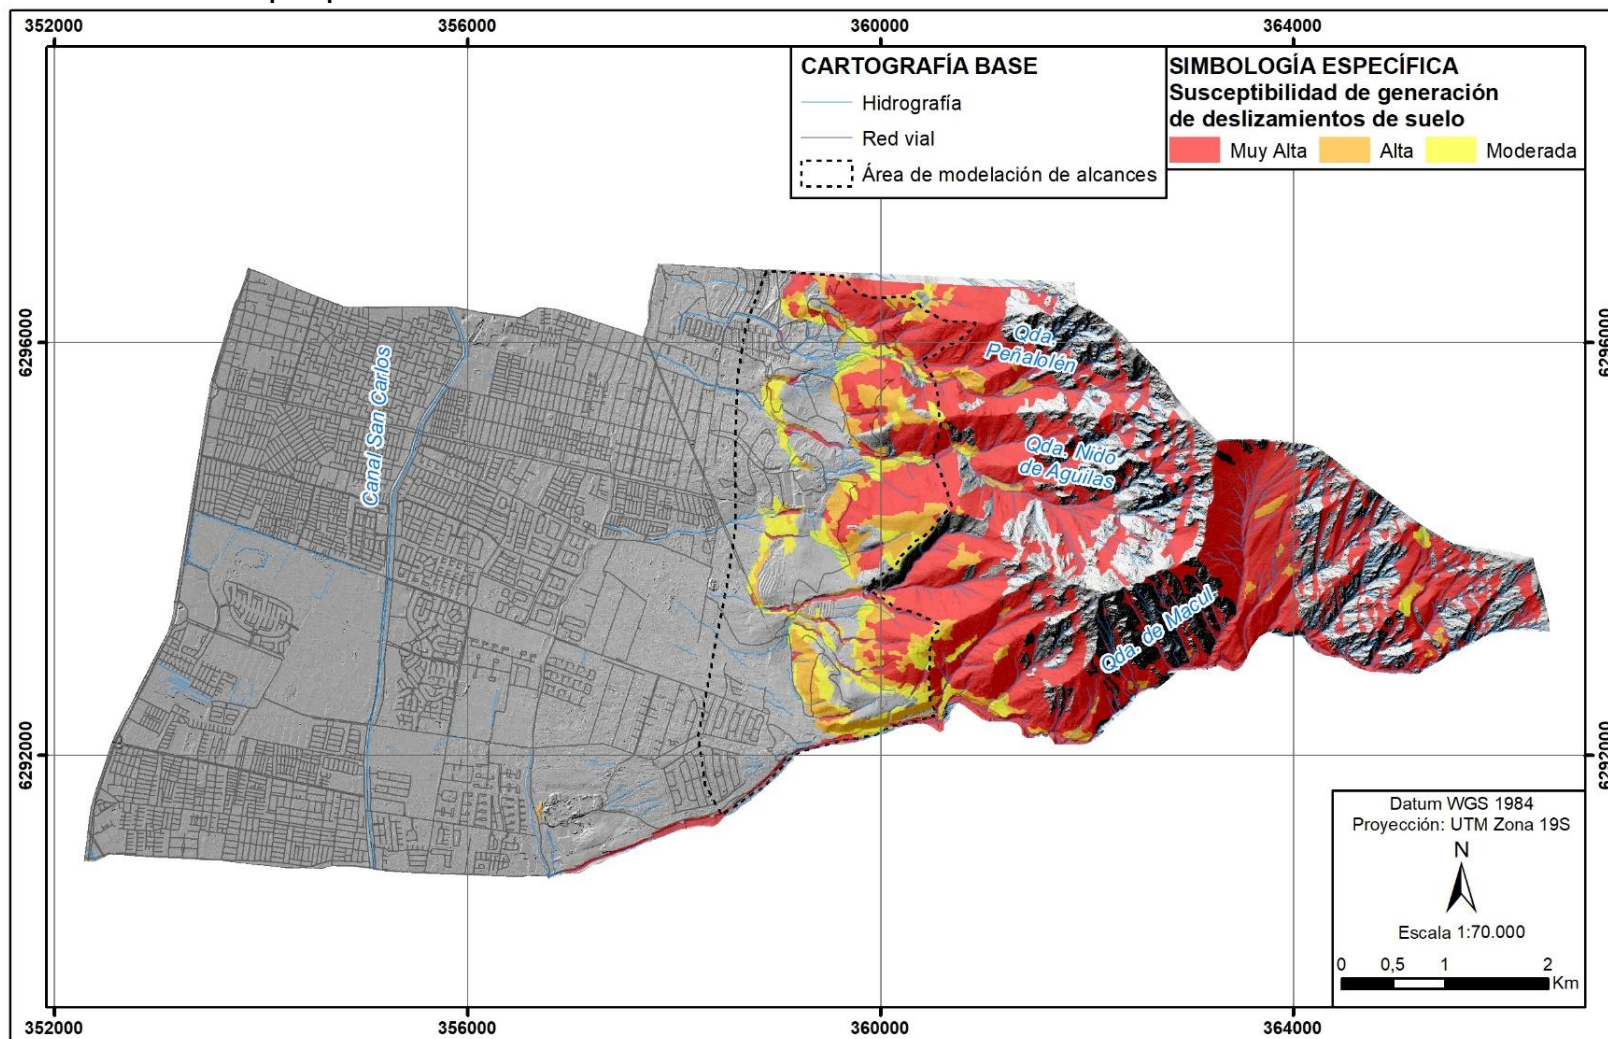 352000
356000
360000
364000
CARTOGRAFÍA BASE
Hidrografía
Red vial
Área de modelación de alcances
SIMBOLOGÍA ESPECÍFICA
Susceptibilidad de generación
de deslizamientos de suelo
Muy Alta
Alta
Moderada
6296000
6296000
Canal San Carlos
Qda.
Peñalolén
Qda. Nido
de Aguilas
Qda. de Macul
6292000
6292000
Datum WGS 1984
Proyección: UTM Zona 19S
N
Escala 1:70.000
0 0,5 1 2
Km
352000
356000
360000
364000